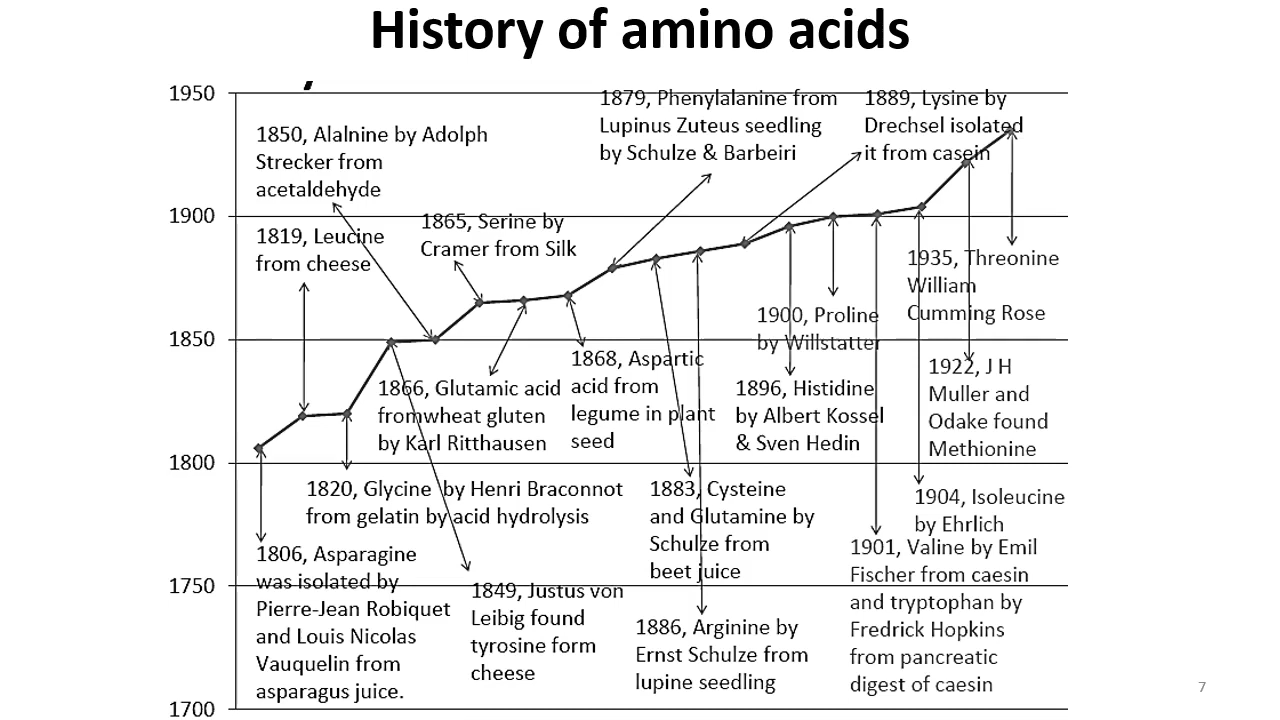 History of amino acids
1950
1900
1850
1800
1750
1700
1850, Alalnine by Adolph
Strecker from
acetaldehyde
1819, Leucine
from cheese
1865, Serine by
Cramer from Silk
1879, Phenylalanine from
Lupinus Zuteus seedling
by Schulze & Barbeiri
1889, Lysine by
Drechsel isolated
it from casein
1935, Threonine
William
Cumming Rose
1900, Proline
by Willstatter
1868, Aspartic
acid from
legume in plant
seed
1866, Glutamic acid
fromwheat gluten
by Karl Ritthausen
1896, Histidine
by Albert Kossel
& Sven Hedin
1922, J H
Muller and
Odake found
Methionine
1820, Glycine by Henri Braconnot
from gelatin by acid hydrolysis
1883, Cysteine
and Glutamine by
Schulze from
beet juice
1904, Isoleucine
by Ehrlich
1806, Asparagine
was isolated by
Pierre-Jean Robiquet
and Louis Nicolas
Vauquelin from
asparagus juice.
1849, Justus von
Leibig found
tyrosine form
cheese
1886, Arginine by
Ernst Schulze from
lupine seedling
1901, Valine by Emil
Fischer from caesin
and tryptophan by
Fredrick Hopkins
from pancreatic
digest of caesin
7